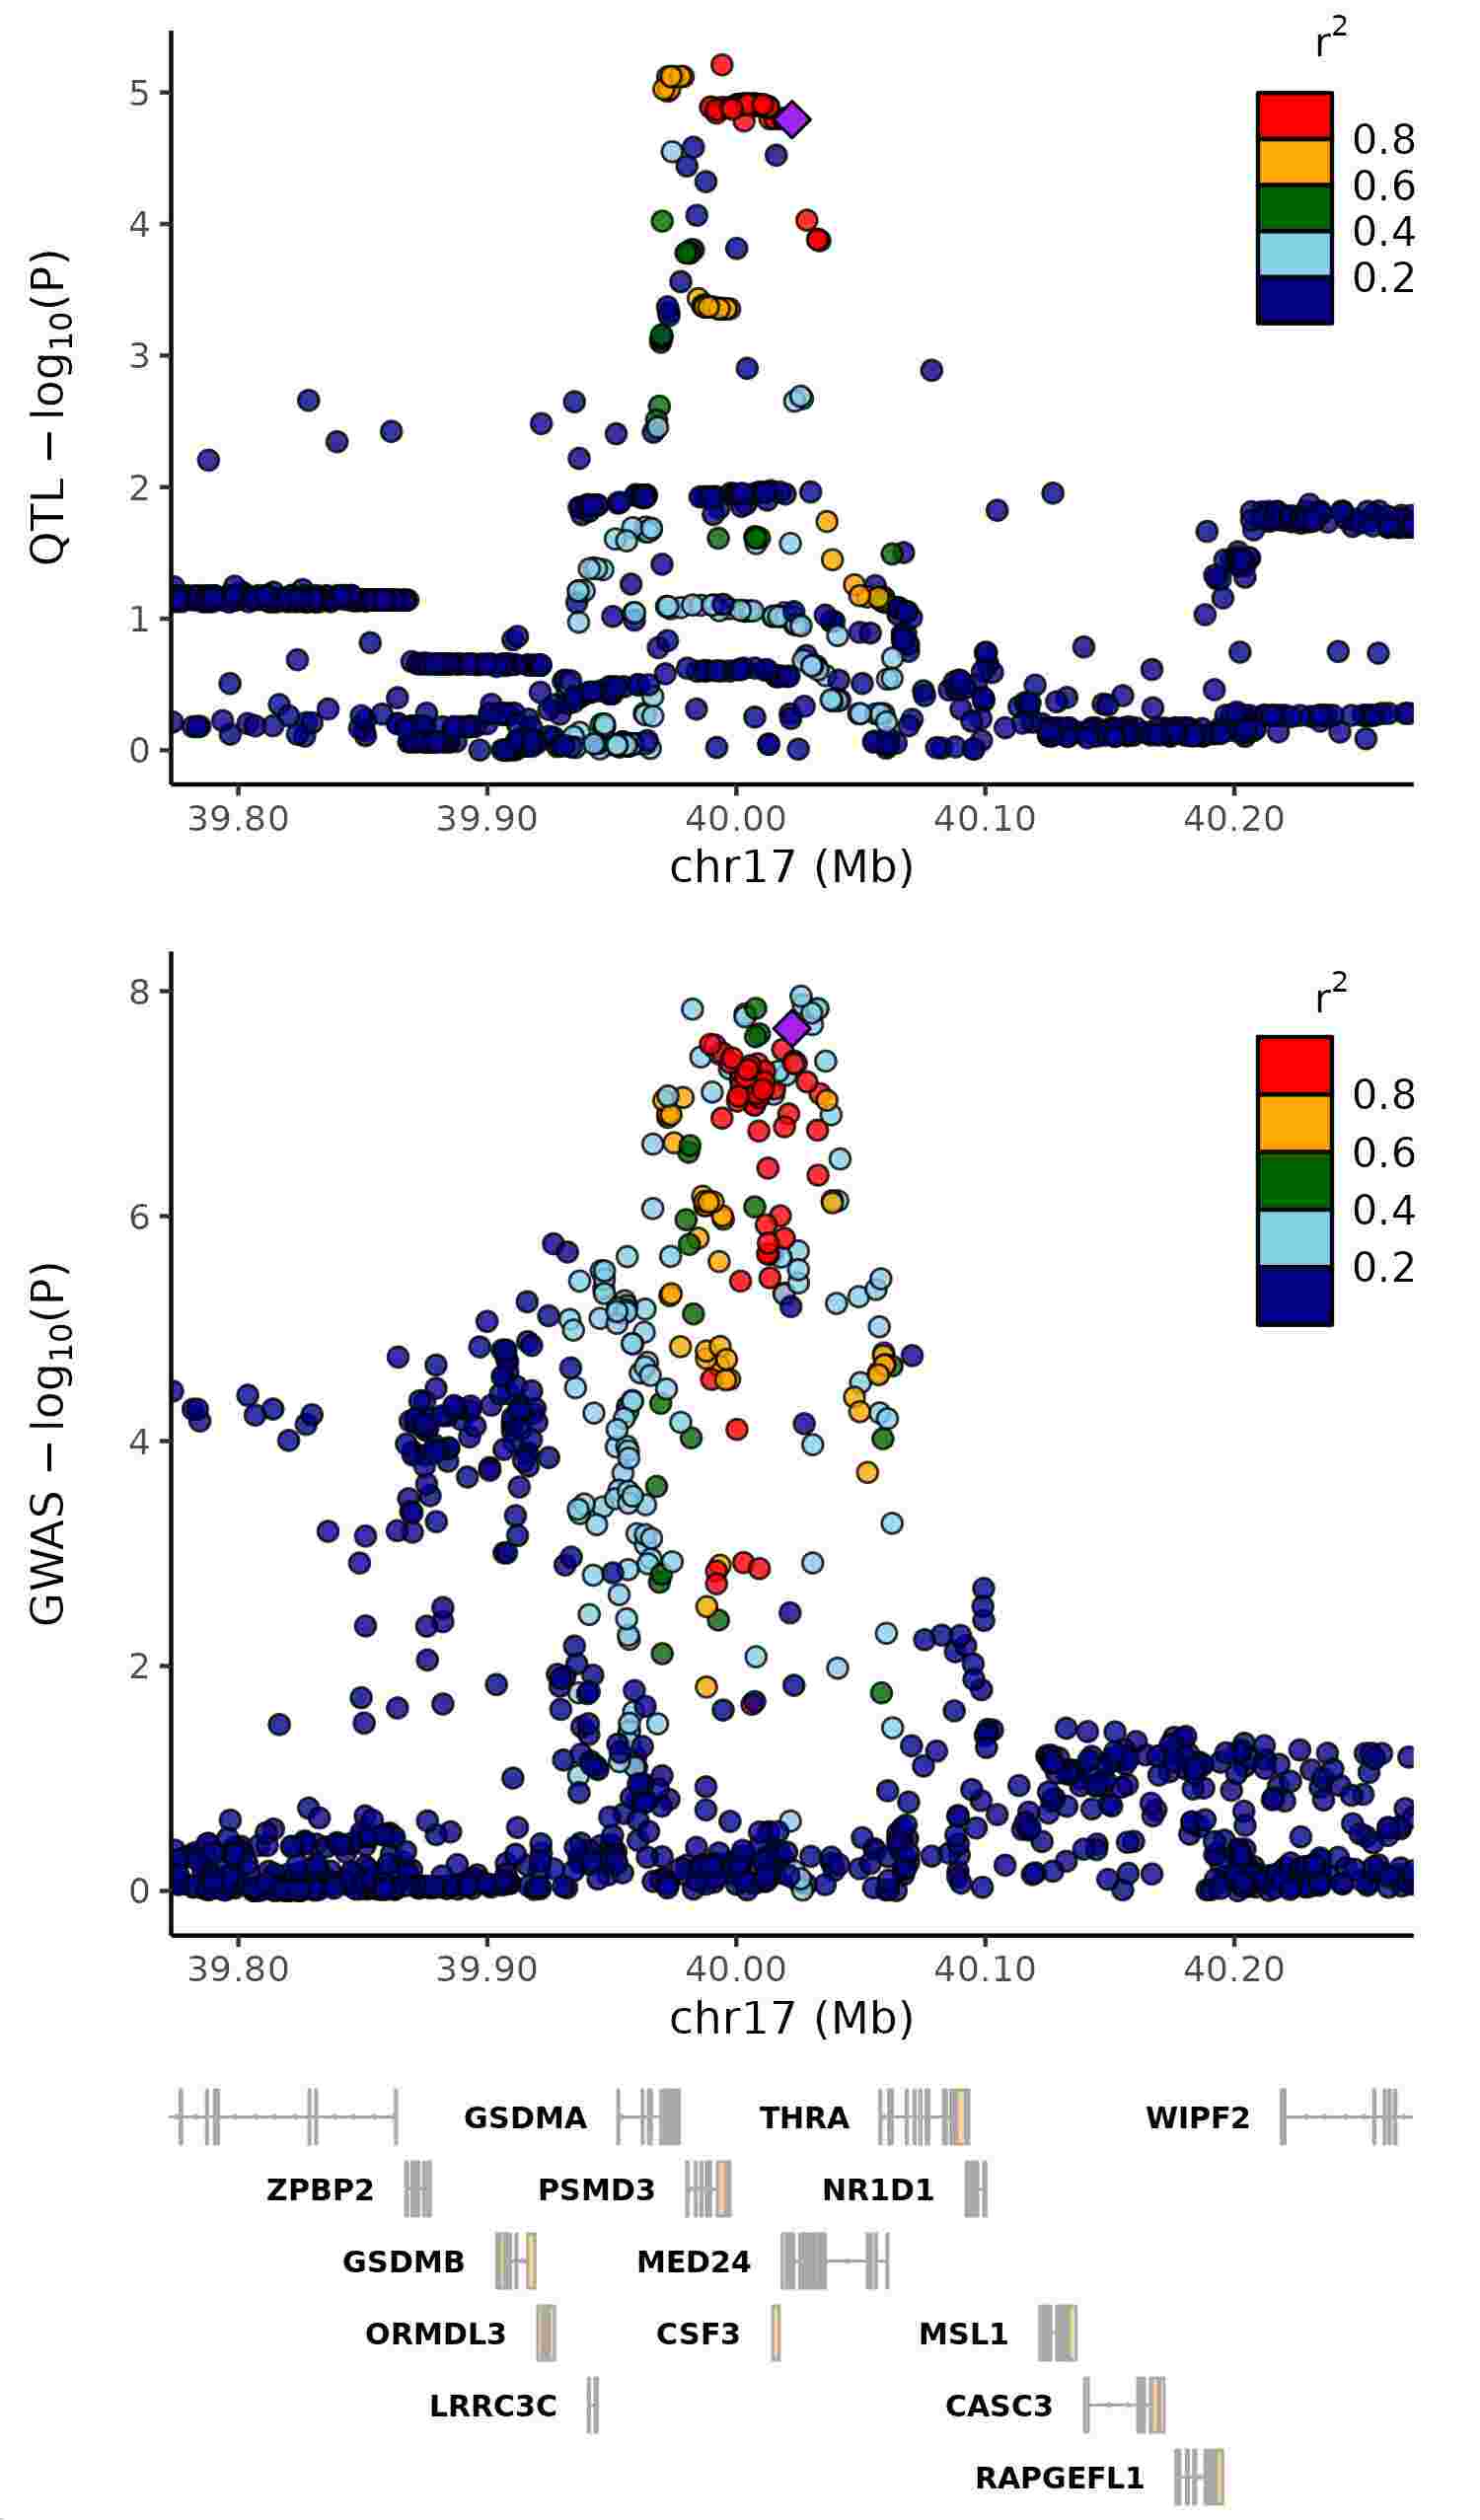 r2
5
4
3
2
1
0
QTL −log10(P)
0.8
0.6
0.4
0.2
39.80 39.90 40.00 40.10 40.20
chr17 (Mb)
r2
8
6
4
2
0
GWAS −log10(P)
0.8
0.6
0.4
0.2
39.80 39.90 40.00 40.10 40.20
chr17 (Mb)
GSDMA THRA WIPF2
ZPBP2 PSMD3 NR1D1
GSDMB MED24
ORMDL3 CSF3 MSL1
LRRC3C CASC3
RAPGEFL1